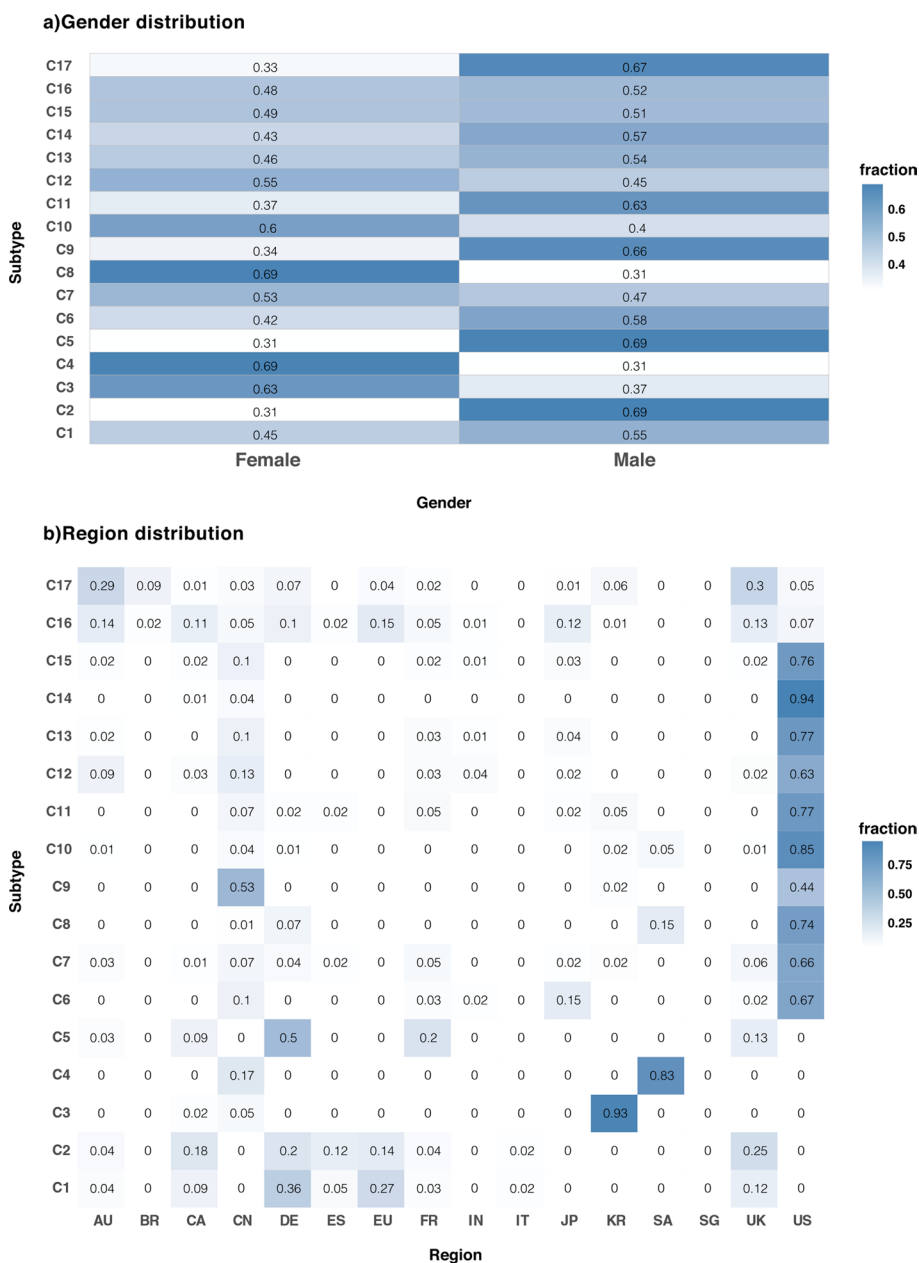 a)Gender distribution
C17 0.33 0.67
C16 0.48 0.52
C15 0.49 0.51
C14 0.43 0.57
C13 0.46 0.54
C12 0.55 0.45
C11 0.37 0.63
C10 0.6 0.4
C9 0.34 0.66
C8 0.69 0.31
C7 0.53 0.47
C6 0.42 0.58
C5 0.31 0.69
C4 0.69 0.31
C3 0.63 0.37
C2 0.31 0.69
C1 0.45 0.55
Female Male
Gender
Subtype
fraction
0.6
0.5
0.4
b)Region distribution
C17 0.29 0.09 0.01 0.03 0.07 0 0.04 0.02 0 0 0.01 0.06 0 0 0.3 0.05
C16 0.14 0.02 0.11 0.05 0.1 0.02 0.15 0.05 0.01 0 0.12 0.01 0 0 0.13 0.07
C15 0.02 0 0.02 0.1 0 0 0 0.02 0.01 0 0.03 0 0 0 0.02 0.76
C14 0 0 0.01 0.04 0 0 0 0 0 0 0 0 0 0 0 0.94
C13 0.02 0 0 0.1 0 0 0 0.03 0.01 0 0.04 0 0 0 0 0.77
C12 0.09 0 0.03 0.13 0 0 0 0.03 0.04 0 0.02 0 0 0 0.02 0.63
C11 0 0 0 0.07 0.02 0.02 0 0.05 0 0 0.02 0.05 0 0 0 0.77
C10 0.01 0 0 0.04 0.01 0 0 0 0 0 0 0.02 0.05 0 0.01 0.85
C9 0 0 0 0.53 0 0 0 0 0 0 0 0.02 0 0 0 0.44
C8 0 0 0 0.01 0.07 0 0 0 0 0 0 0 0.15 0 0 0.74
C7 0.03 0 0.01 0.07 0.04 0.02 0 0.05 0 0 0.02 0.02 0 0 0.06 0.66
C6 0 0 0 0.1 0 0 0 0.03 0.02 0 0.15 0 0 0 0.02 0.67
C5 0.03 0 0.09 0 0.5 0 0 0.2 0 0 0 0 0 0 0.13 0
C4 0 0 0 0.17 0 0 0 0 0 0 0 0 0.83 0 0 0
C3 0 0 0.02 0.05 0 0 0 0 0 0 0 0.93 0 0 0 0
C2 0.04 0 0.18 0 0.2 0.12 0.14 0.04 0 0.02 0 0 0 0 0.25 0
C1 0.04 0 0.09 0 0.36 0.05 0.27 0.03 0 0.02 0 0 0 0 0.12 0
AU BR CA CN DE ES EU FR IN IT JP KR SA SG UK US
Region
Subtype
fraction
0.75
0.50
0.25